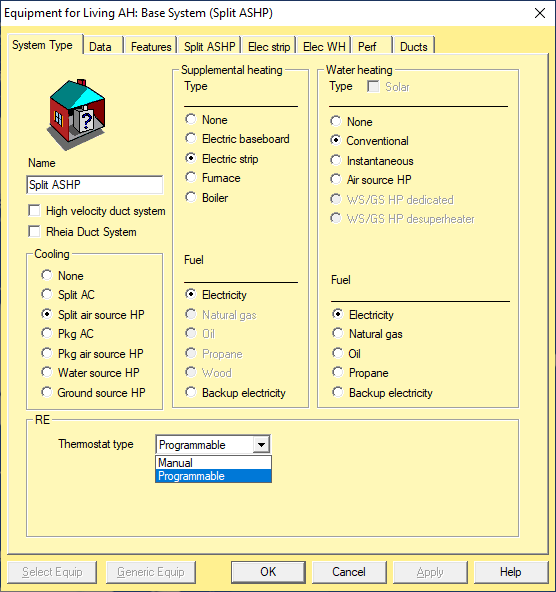 Equipment for Living AH: Base System (Split ASHP)
System Type
Data
Features
Split ASHP
Elec strip
Elec WH
Perf
Ducts
Name
Split ASHP
High velocity duct system
Rheia Duct System
Cooling
None
Split AC
Split air source HP
Pkg AC
Pkg air source HP
Water source HP
Ground source HP
Supplemental heating
Type
None
Electric baseboard
Electric strip
Furnace
Boiler
Fuel
Electricity
Natural gas
Oil
Propane
Wood
Backup electricity
Water heating
Type
Solar
None
Conventional
Instantaneous
Air source HP
WS/GS HP dedicated
WS/GS HP desuperheater
Fuel
Electricity
Natural gas
Oil
Propane
Backup electricity
RE
Thermostat type
Programmable
Manual
Programmable
Select Equip
Generic Equip
OK
Cancel
Apply
Help